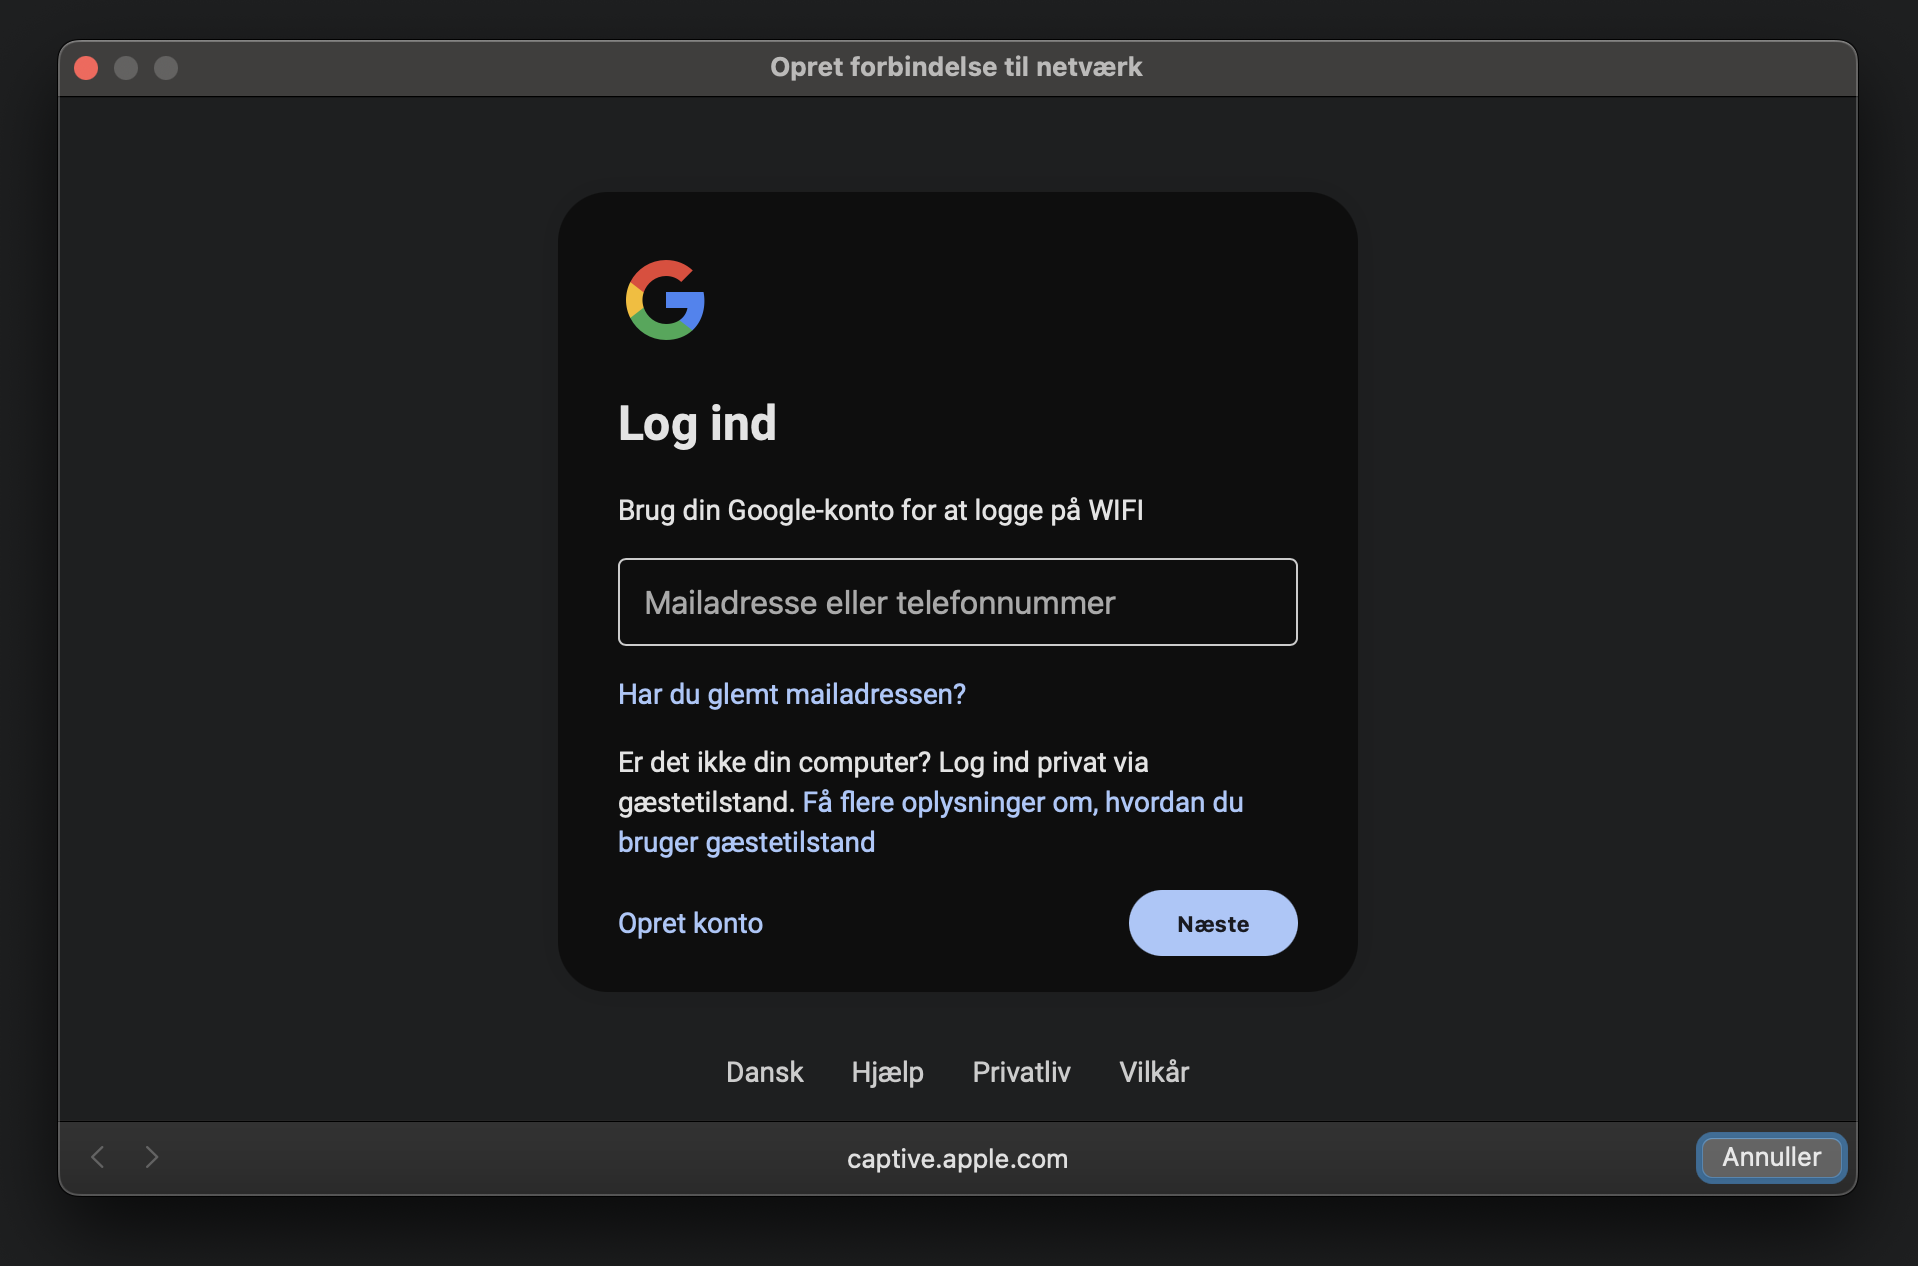 Opret forbindelse til netværk
Log ind
Brug din Google-konto for at logge på WIFI
Mailadresse eller telefonnummer
Har du glemt mailadressen?
Er det ikke din computer? Log ind privat via
gæstetilstand. Få flere oplysninger om, hvordan du
bruger gæstetilstand
Opret konto
Næste
Dansk
Hjælp
Privatliv
Vilkår
captive.apple.com
Annuller